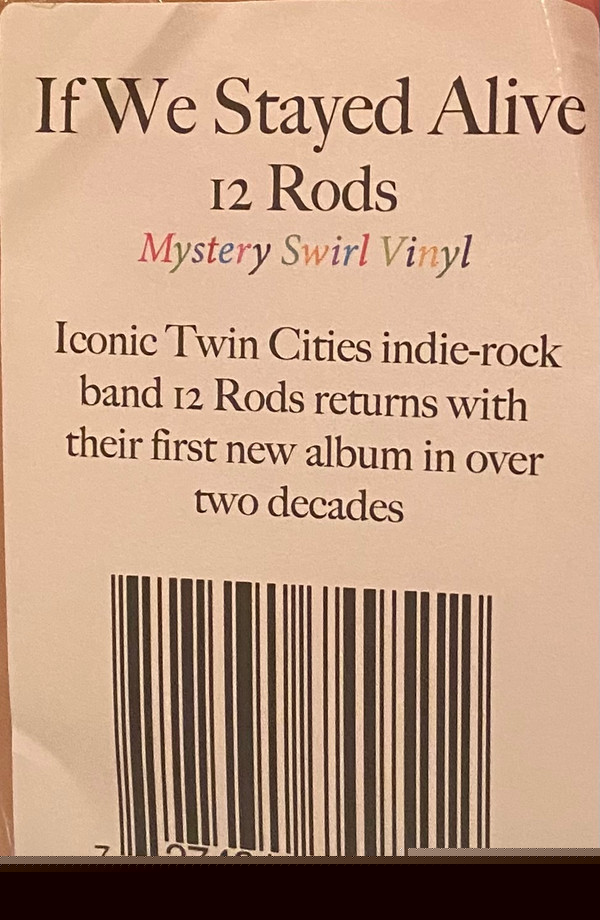 If We Stayed Alive
12 Rods
Mystery Swirl Vinyl
Iconic Twin Cities indie-rock
band 12 Rods returns with
their first new album in over
two decades
7